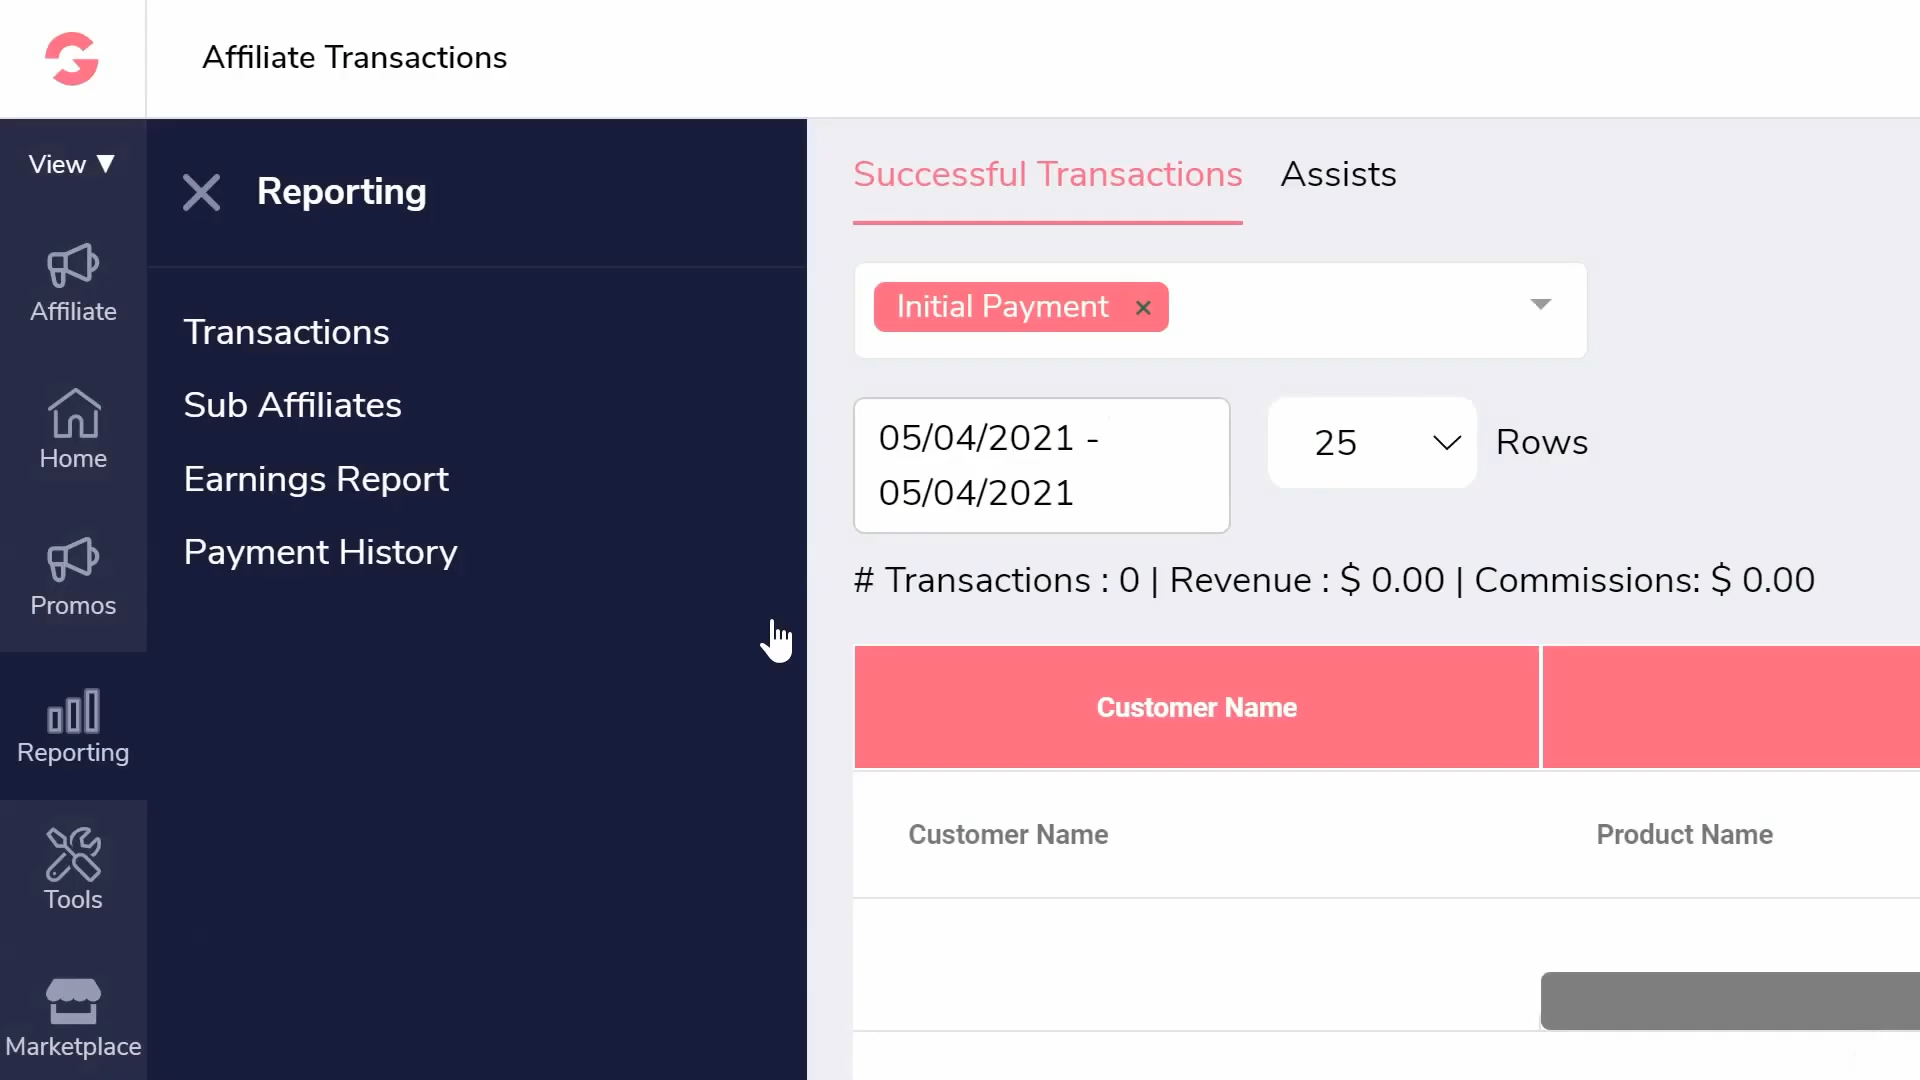 Affiliate Transactions
View ▼
Affiliate
Home
Promos
Reporting
Tools
Marketplace
Reporting
Transactions
Sub Affiliates
Earnings Report
Payment History
Successful Transactions
Assists
Initial Payment ×
05/04/2021 -
05/04/2021
25
Rows
# Transactions : 0 | Revenue : $ 0.00 | Commissions: $ 0.00
Customer Name
Customer Name
Product Name